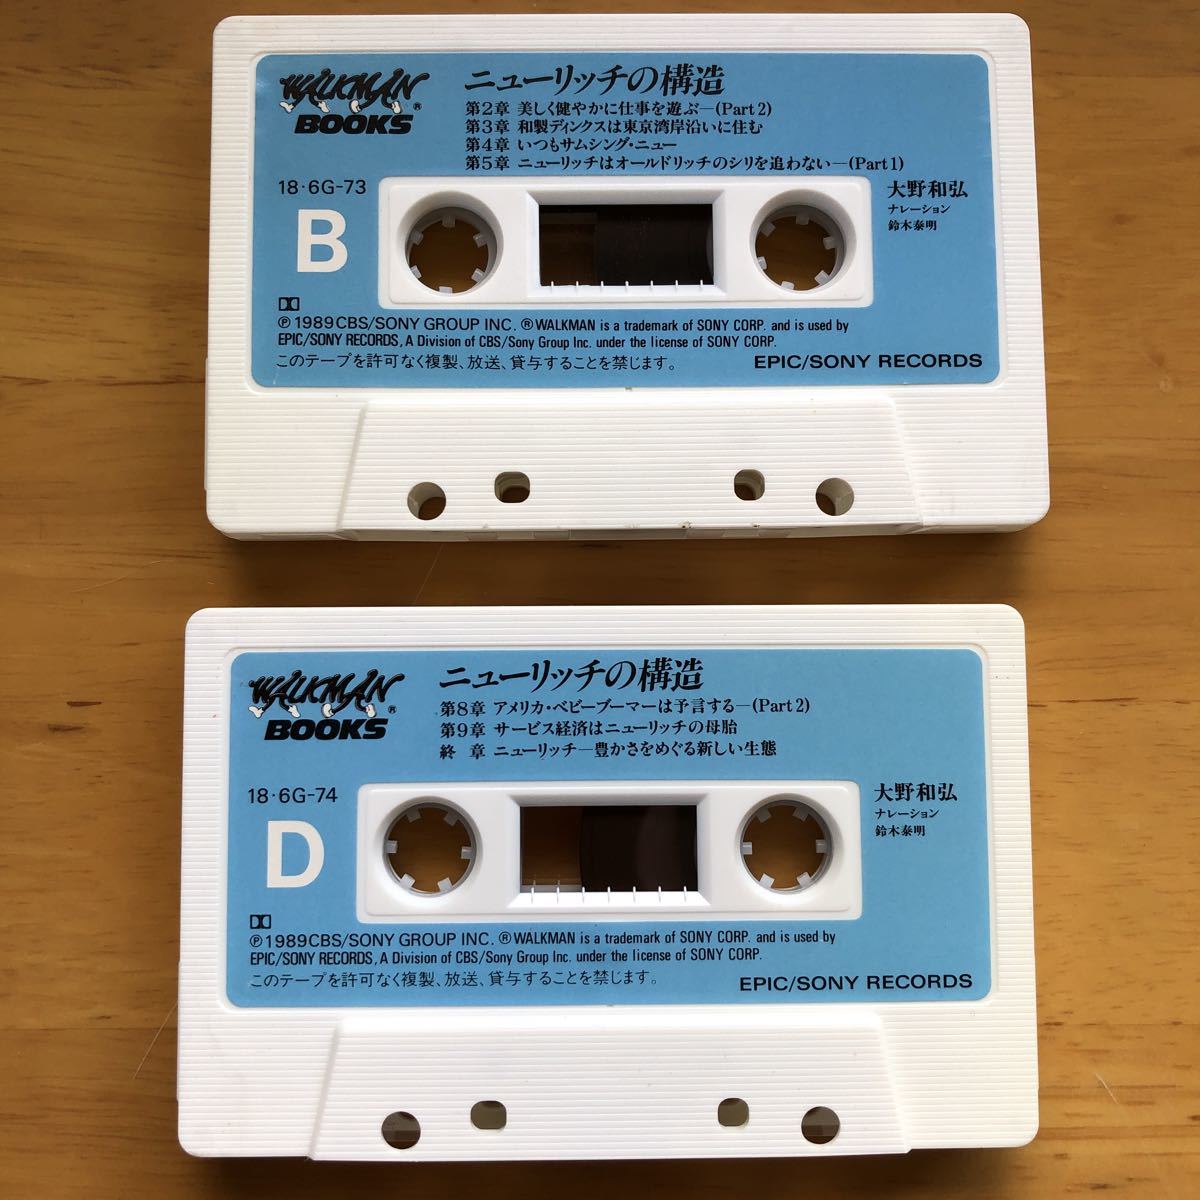 WALKMAN®
BOOKS
ニューリッチの構造
第2章 美しく健やかに仕事を遊ぶ—(Part 2)
第3章 和製ディンクスは東京湾岸沿いに住む
第4章 いつもサムシング・ニュー
第5章 ニューリッチはオールドリッチのシリを追わない—(Part 1)
18・6G-73
B
大野和弘
ナレーション
鈴木泰明
℗1989 CBS/SONY GROUP INC. ®WALKMAN is a trademark of SONY CORP. and is used by
EPIC/SONY RECORDS, A Division of CBS/Sony Group Inc. under the license of SONY CORP.
このテープを許可なく複製、放送、貸与することを禁じます。
EPIC/SONY RECORDS
WALKMAN®
BOOKS
ニューリッチの構造
第8章 アメリカ・ベビーブーマーは予言する—(Part 2)
第9章 サービス経済はニューリッチの母胎
終 章 ニューリッチ—豊かさをめぐる新しい生態
18・6G-74
D
大野和弘
ナレーション
鈴木泰明
℗1989 CBS/SONY GROUP INC. ®WALKMAN is a trademark of SONY CORP. and is used by
EPIC/SONY RECORDS, A Division of CBS/Sony Group Inc. under the license of SONY CORP.
このテープを許可なく複製、放送、貸与することを禁じます。
EPIC/SONY RECORDS